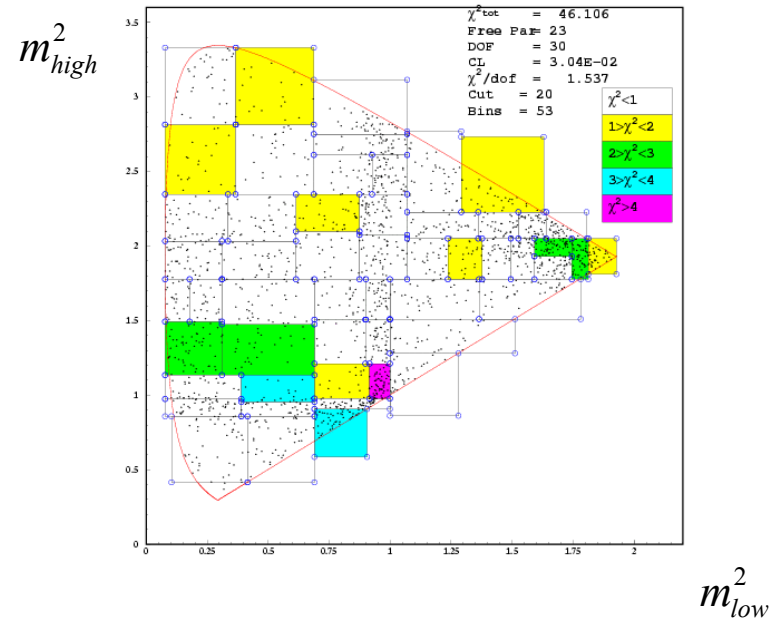 m²high
χ²tot = 46.106
Free Par= 23
DOF = 30
CL = 3.04E-02
χ²/dof = 1.537
Cut = 20
Bins = 53
χ²<1
1>χ²<2
2>χ²<3
3>χ²<4
χ²>4
3.5
3
2.5
2
1.5
1
0.5
0
0 0.25 0.5 0.75 1 1.25 1.5 1.75 2
m²low